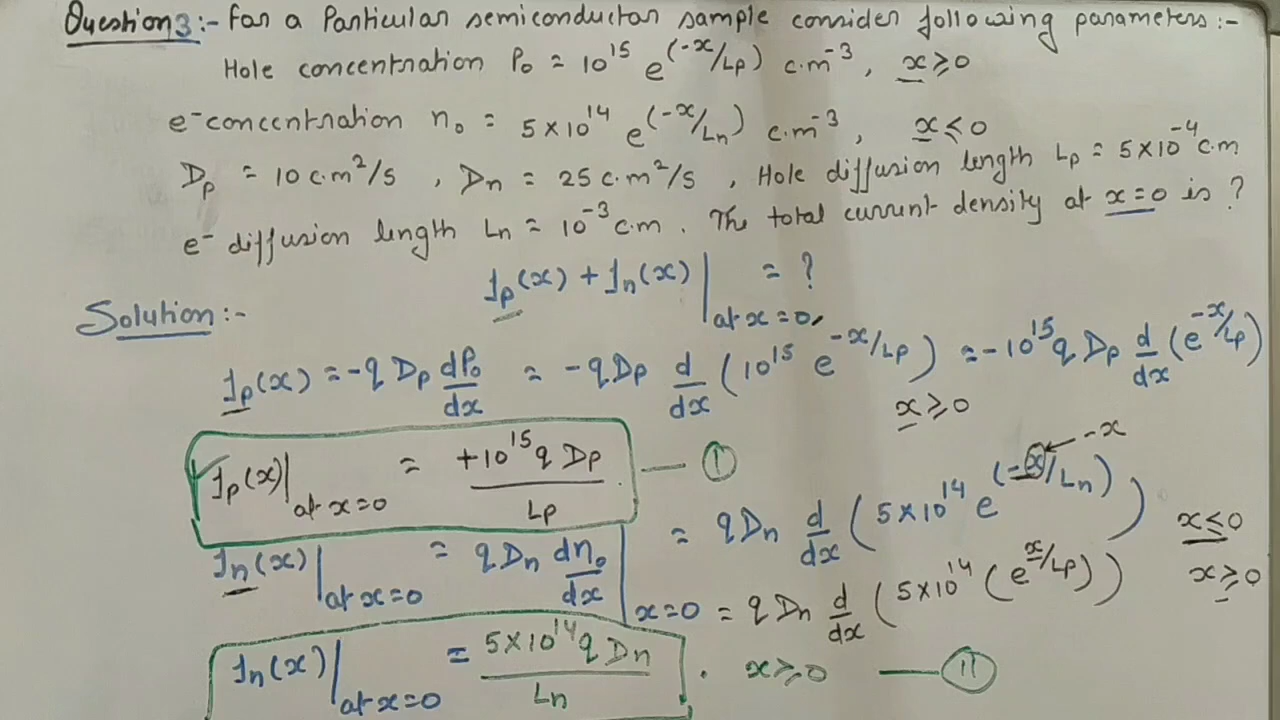 Question 3:- For a Particular semiconductor sample consider following parameters:-
Hole concentration P₀ = 10¹⁵ e^(-x/Lp) c.m⁻³, x ≥ 0
e⁻concentration n₀ = 5×10¹⁴ e^(-x/Ln) c.m⁻³, x ≤ 0
Dp = 10 c.m²/s , Dn = 25 c.m²/s , Hole diffusion length Lp = 5×10⁻⁴ c.m
e⁻ diffusion length Ln = 10⁻³ c.m . The total current density at x=0 is ?
Jp(x) + Jn(x)| at x=0, = ?
Solution:-
Jp(x) = -q Dp dP₀/dx = -qDp d/dx (10¹⁵ e^-x/Lp) = -10¹⁵ q Dp d/dx (e^-x/Lp)
x ≥ 0
Jp(x)| at x=0 = +10¹⁵ q Dp / Lp . — (I)
-x
Jn(x)| at x=0 = q Dn dn₀/dx | x=0 = q Dn d/dx (5×10¹⁴ e^(-x/Ln)) x ≤ 0
= q Dn d/dx (5×10¹⁴ (e^x/Lp)) x ≥ 0
Jn(x)| at x=0 = 5×10¹⁴ q Dn / Ln . x ≥ 0 — (II)